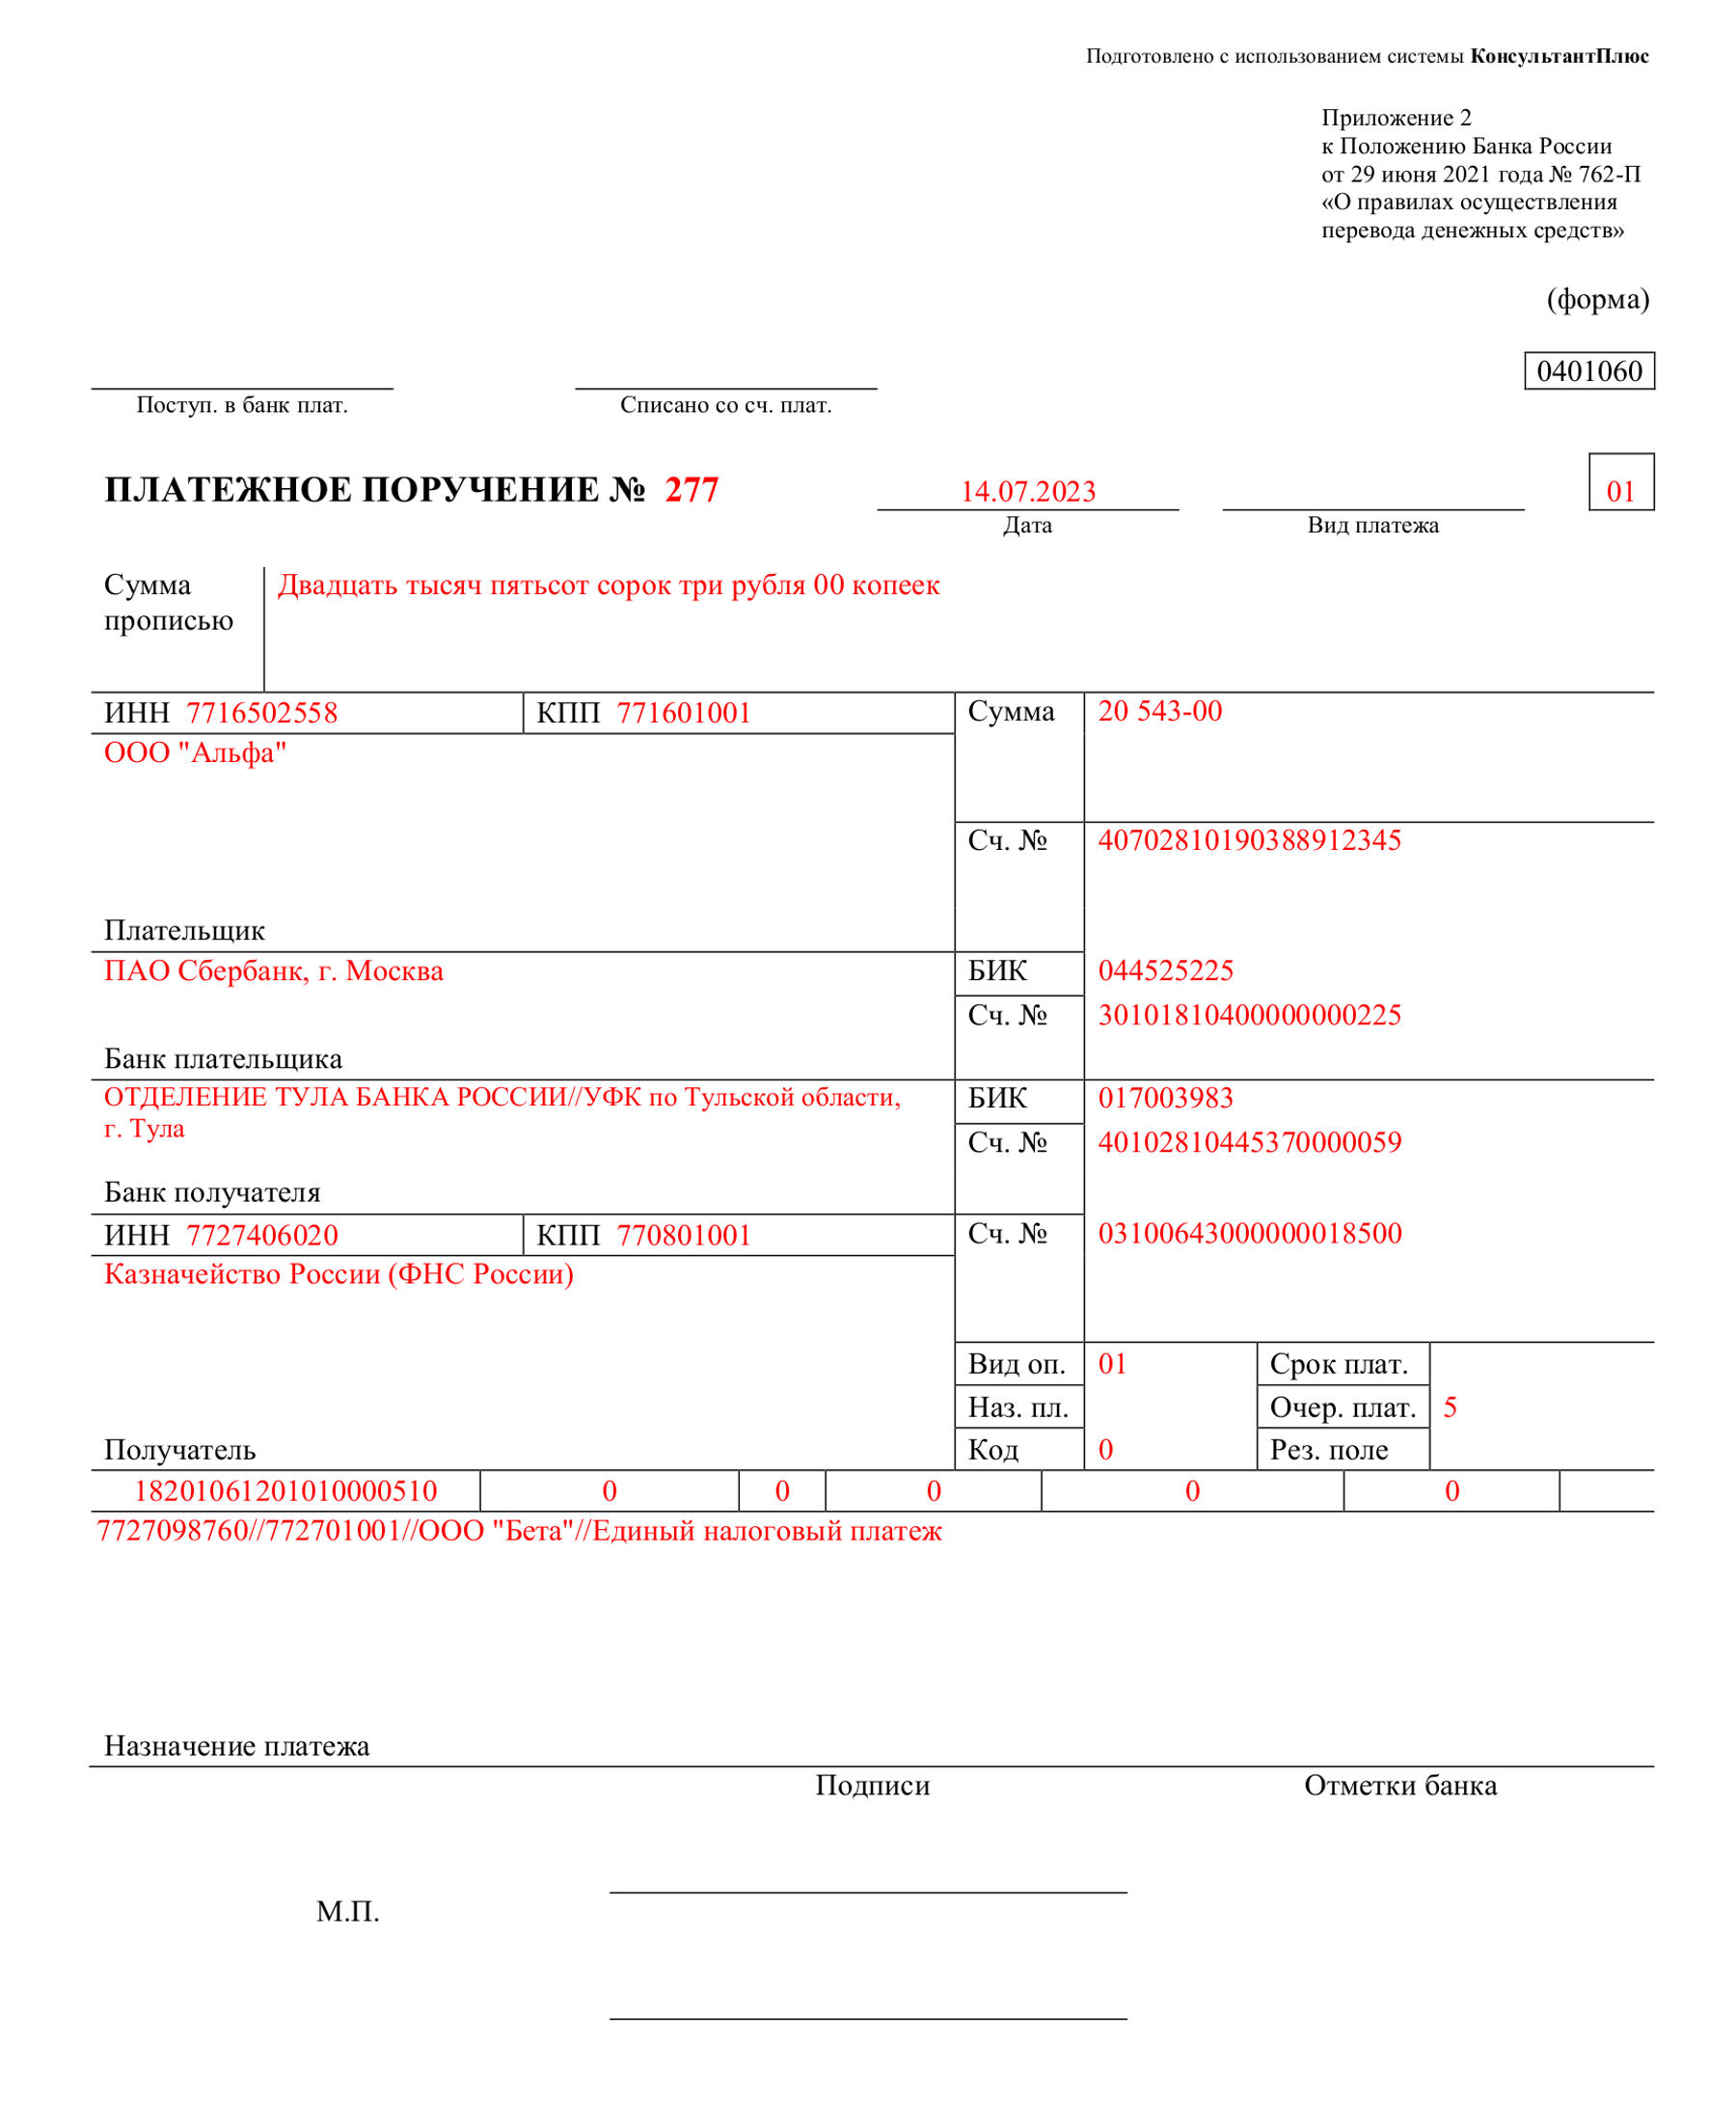 Подготовлено с использованием системы КонсультантПлюс
Приложение 2
к Положению Банка России
от 29 июня 2021 года № 762-П
«О правилах осуществления
перевода денежных средств»
(форма)
0401060
Поступ. в банк плат. Списано со сч. плат.
ПЛАТЕЖНОЕ ПОРУЧЕНИЕ № 277 14.07.2023 01
Дата Вид платежа
Сумма прописью Двадцать тысяч пятьсот сорок три рубля 00 копеек
ИНН 7716502558 КПП 771601001 Сумма 20 543-00
ООО "Альфа"
Сч. № 40702810190388912345
Плательщик
ПАО Сбербанк, г. Москва БИК 044525225
Сч. № 30101810400000000225
Банк плательщика
ОТДЕЛЕНИЕ ТУЛА БАНКА РОССИИ//УФК по Тульской области, БИК 017003983
г. Тула Сч. № 40102810445370000059
Банк получателя
ИНН 7727406020 КПП 770801001 Сч. № 03100643000000018500
Казначейство России (ФНС России)
Вид оп. 01 Срок плат.
Наз. пл. Очер. плат. 5
Получатель Код 0 Рез. поле
18201061201010000510 0 0 0 0 0
7727098760//772701001//ООО "Бета"//Единый налоговый платеж
Назначение платежа
Подписи Отметки банка
М.П.